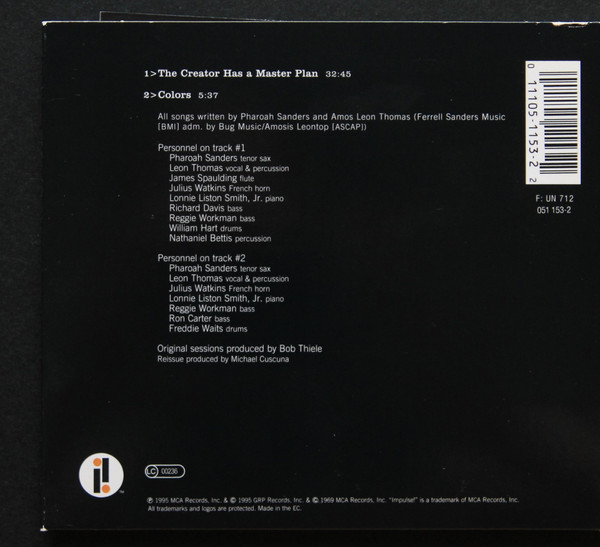 1>The Creator Has a Master Plan 32:45
2>Colors 5:37
All songs written by Pharoah Sanders and Amos Leon Thomas (Ferrell Sanders Music
[BMI] adm. by Bug Music/Amosis Leontop [ASCAP])
Personnel on track #1
Pharoah Sanders tenor sax
Leon Thomas vocal & percussion
James Spaulding flute
Julius Watkins French horn
Lonnie Liston Smith, Jr. piano
Richard Davis bass
Reggie Workman bass
William Hart drums
Nathaniel Bettis percussion
Personnel on track #2
Pharoah Sanders tenor sax
Leon Thomas vocal & percussion
Julius Watkins French horn
Lonnie Liston Smith, Jr. piano
Reggie Workman bass
Ron Carter bass
Freddie Waits drums
Original sessions produced by Bob Thiele
Reissue produced by Michael Cuscuna
0 11105-1153-2 2
F: UN 712
051 153-2
i!
TM
LC 00236
℗ 1995 MCA Records, Inc. & © 1995 GRP Records, Inc. & © 1969 MCA Records, Inc. "Impulse!" is a trademark of MCA Records, Inc.
All trademarks and logos are protected. Made in the EC.